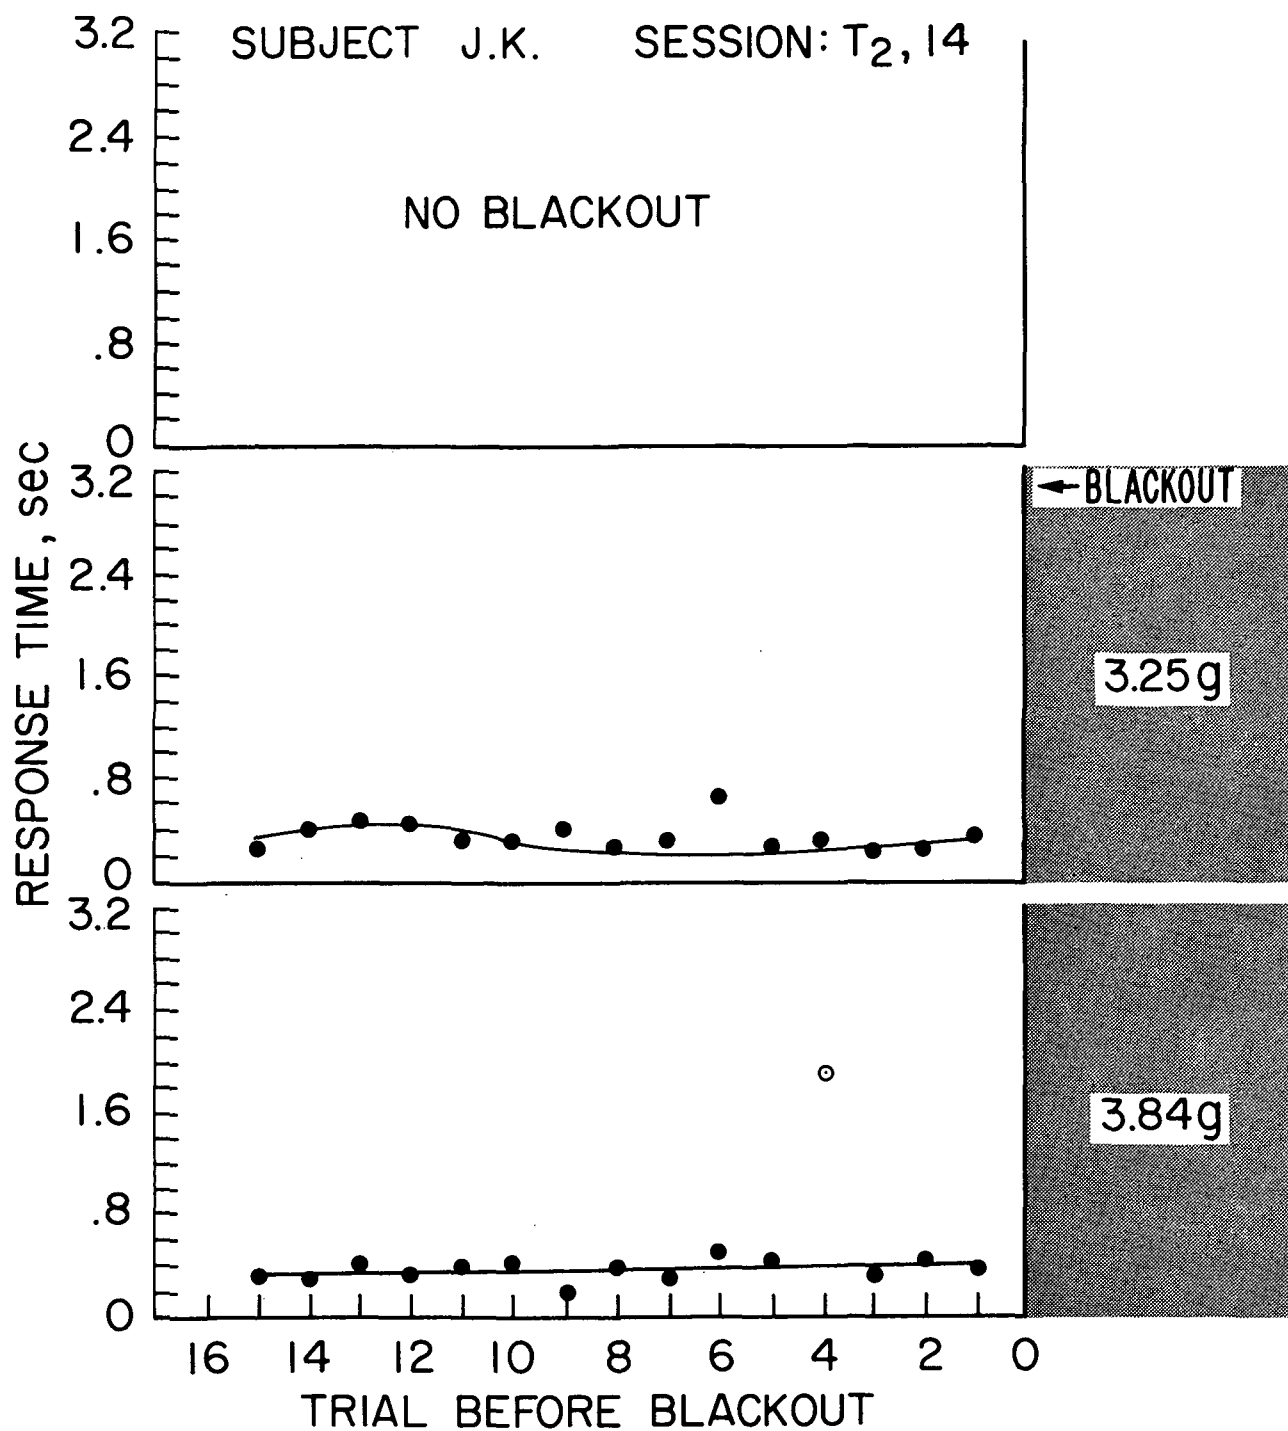 SUBJECT J.K. SESSION: T2, 14
3.2
2.4
1.6
.8
0
NO BLACKOUT
RESPONSE TIME, sec
3.2
2.4
1.6
.8
0
BLACKOUT
3.25g
3.2
2.4
1.6
.8
0
3.84g
16 14 12 10 8 6 4 2 0
TRIAL BEFORE BLACKOUT